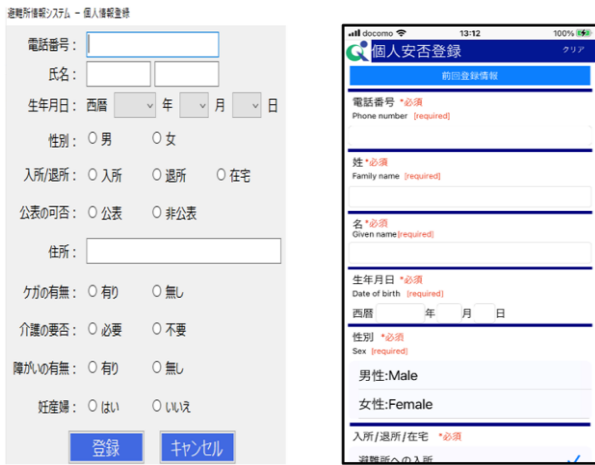 避難所情報システム - 個人情報登録
電話番号:
氏名:
生年月日: 西暦 年 月 日
性別: 男 女
入所/退所: 入所 退所 在宅
公表の可否: 公表 非公表
住所:
ケガの有無: 有り 無し
介護の要否: 必要 不要
障がいの有無: 有り 無し
妊産婦: はい いいえ
登録 キャンセル
docomo 13:12 100%
個人安否登録 クリア
前回登録情報
電話番号 *必須
Phone number [required]
姓 *必須
Family name [required]
名 *必須
Given name [required]
生年月日 *必須
Date of birth [required]
西暦 年 月 日
性別 *必須
Sex [required]
男性:Male
女性:Female
入所/退所/在宅 *必須
避難所への入所